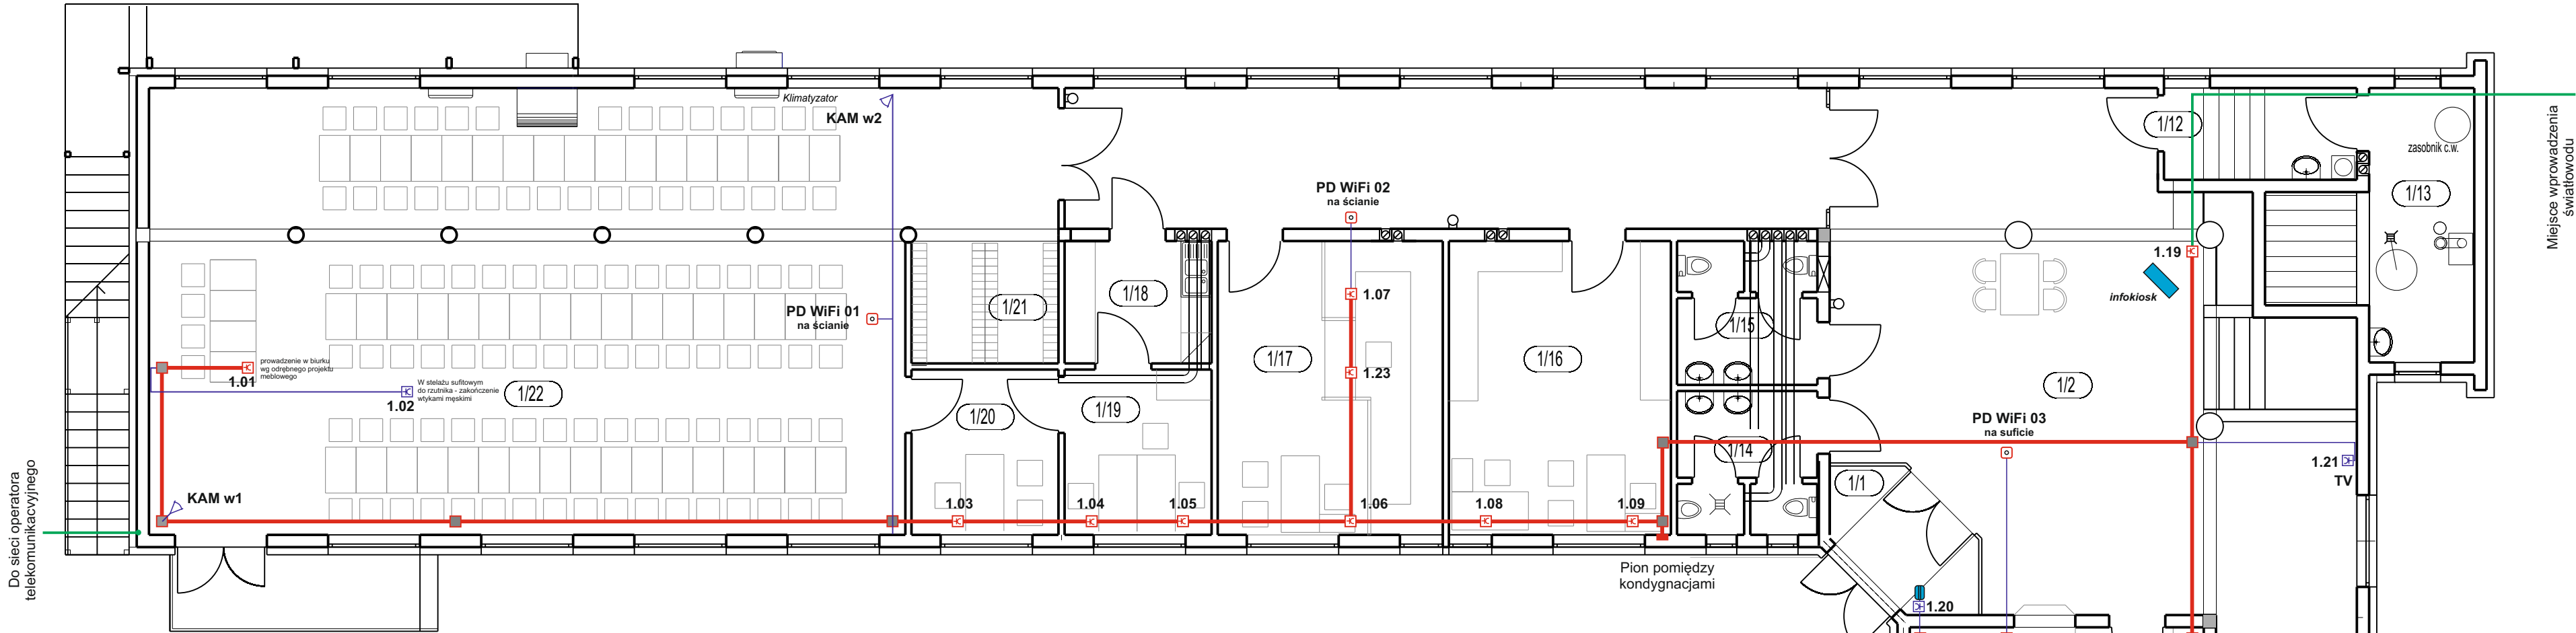 Klimatyzator
KAM w2
1/12
zasobnik c.w.
Miejsce wprowadzenia
światłowodu
PD WiFi 02
na ścianie
1/13
1.19
infokiosk
1/18
1/21
1.07
PD WiFi 01
na ścianie
1/15
1/17
1/16
1.23
1/2
prowadzenie w biurku
wg odrębnego projektu
meblowego
1.01
W stelażu sufitowym
do rzutnika - zakończenie
wtykami męskimi
1.02
1/22
1/20
1/19
PD WiFi 03
na suficie
1/14
1.21
TV
1/1
KAM w1
1.03
1.04
1.05
1.06
1.08
1.09
Do sieci operatora
telekomunikacvyjnego
Pion pomiędzy
kondygnacjami
1.20